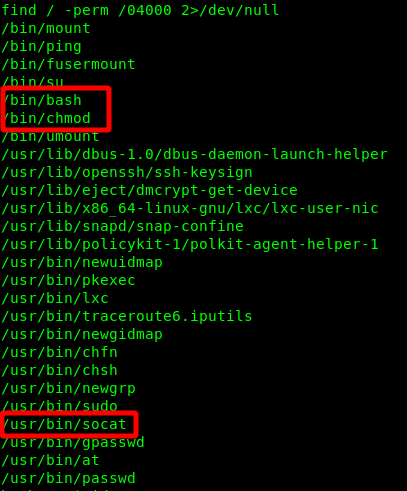 find / -perm /04000 2>/dev/null
/bin/mount
/bin/ping
/bin/fusermount
/bin/su
/bin/bash
/bin/chmod
/bin/umount
/usr/lib/dbus-1.0/dbus-daemon-launch-helper
/usr/lib/openssh/ssh-keysign
/usr/lib/eject/dmcrypt-get-device
/usr/lib/x86_64-linux-gnu/lxc/lxc-user-nic
/usr/lib/snapd/snap-confine
/usr/lib/policykit-1/polkit-agent-helper-1
/usr/bin/newuidmap
/usr/bin/pkexec
/usr/bin/lxc
/usr/bin/traceroute6.iputils
/usr/bin/newgidmap
/usr/bin/chfn
/usr/bin/chsh
/usr/bin/newgrp
/usr/bin/sudo
/usr/bin/socat
/usr/bin/gpasswd
/usr/bin/at
/usr/bin/passwd